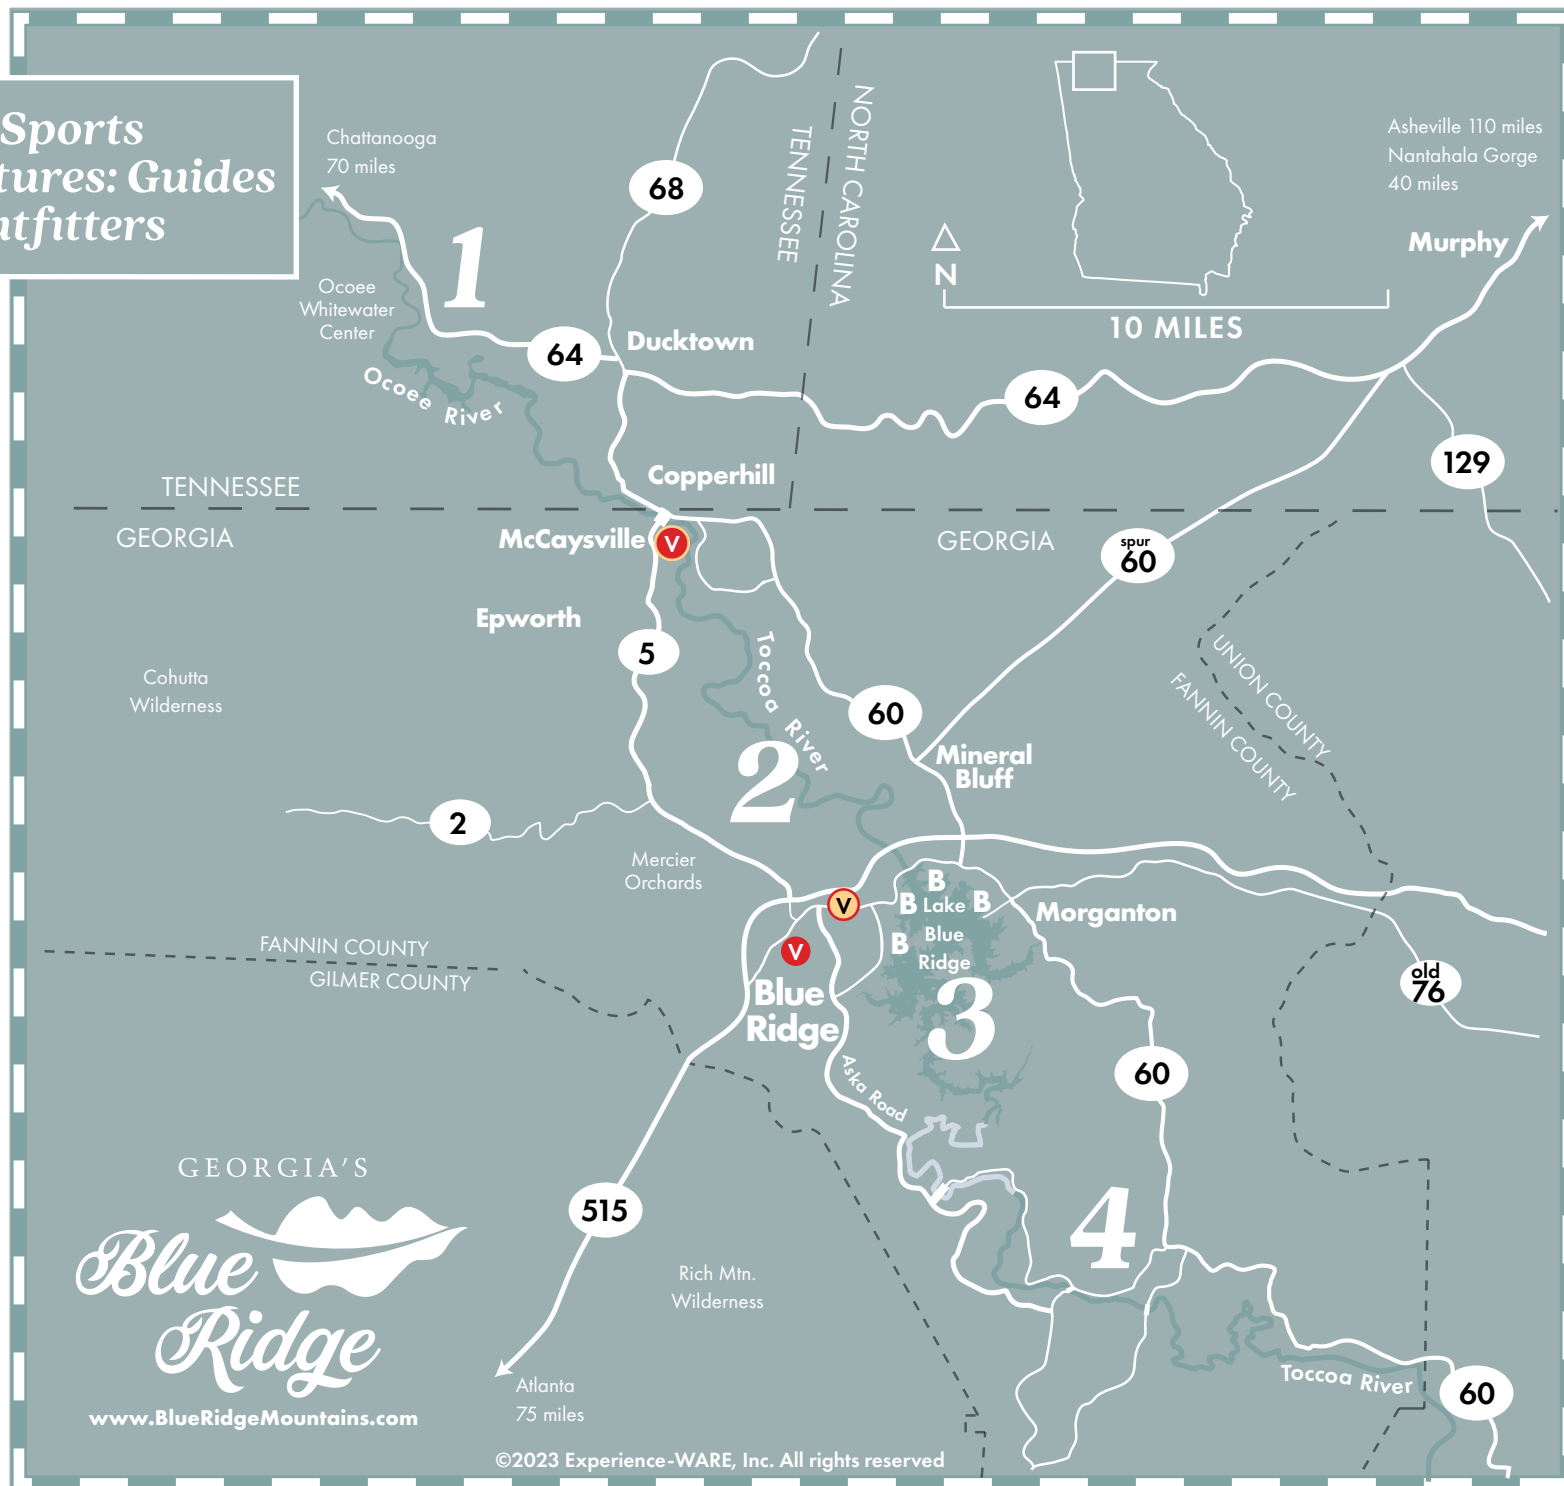 Sports
tures: Guides
tfitters
Chattanooga
70 miles
68
TENNESSEE
NORTH CAROLINA
Asheville 110 miles
Nantahala Gorge
40 miles
Murphy
N
10 MILES
1
Ocoee
Whitewater
Center
64
Ducktown
Ocoee River
64
129
Copperhill
TENNESSEE
GEORGIA
McCaysville
V
GEORGIA
spur
60
Epworth
5
Toccoa River
UNION COUNTY
FANNIN COUNTY
Cohutta
Wilderness
60
Mineral
Bluff
2
2
Mercier
Orchards
V
B
B Lake B
Blue
B
Ridge
Morganton
FANNIN COUNTY
GILMER COUNTY
V
Blue
Ridge
3
old
76
Aska Road
60
GEORGIA'S
Blue
Ridge
www.BlueRidgeMountains.com
515
4
Rich Mtn.
Wilderness
Atlanta
75 miles
Toccoa River
60
©2023 Experience-WARE, Inc. All rights reserved